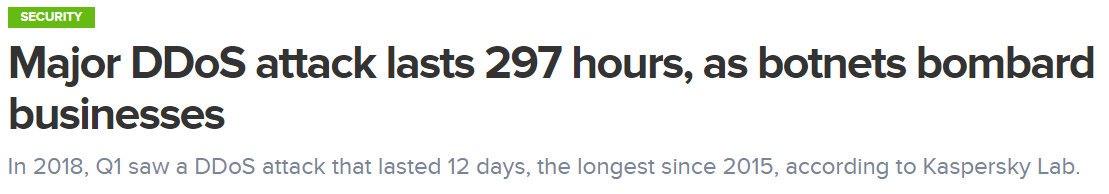 SECURITY
Major DDoS attack lasts 297 hours, as botnets bombard
businesses
In 2018, Q1 saw a DDoS attack that lasted 12 days, the longest since 2015, according to Kaspersky Lab.